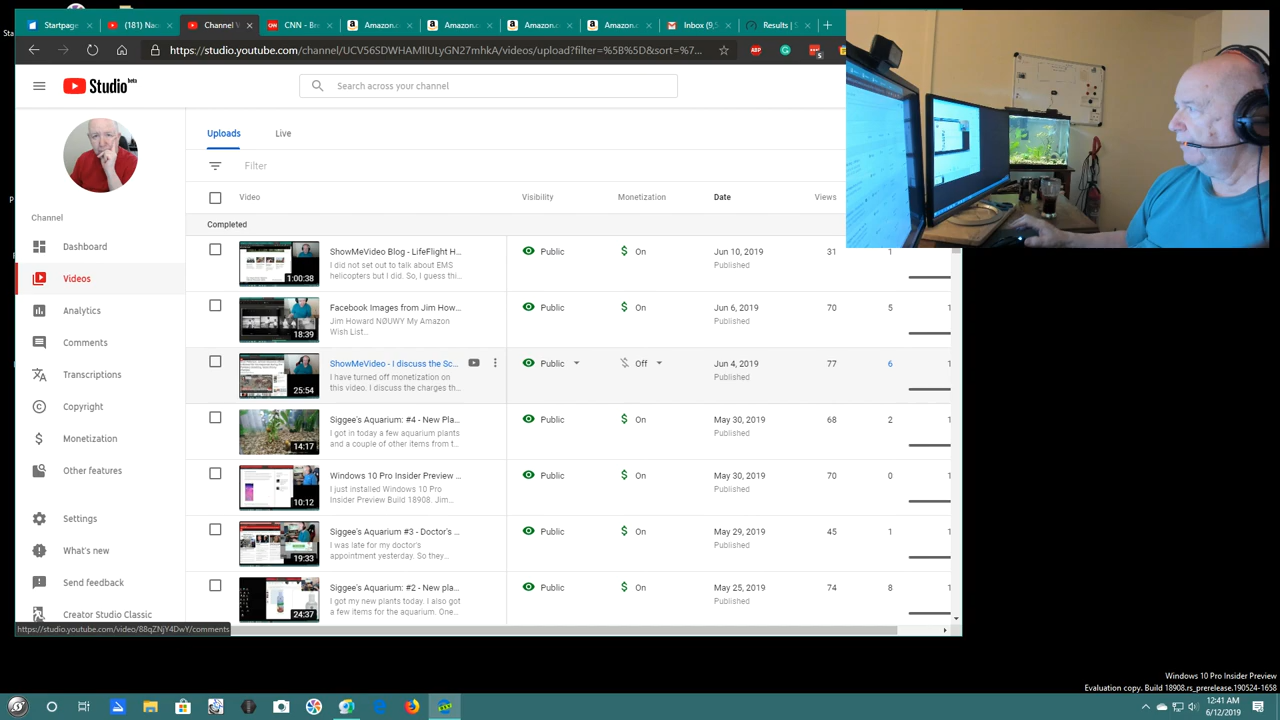 Startpage
(181) Nao
Channel V
CNN - Bre
Amazon.c
Amazon.c
Amazon.c
Amazon.c
Inbox (9,5
Results | S
https://studio.youtube.com/channel/UCV56SDWHAMlIULyGN27mhkA/videos/upload?filter=%5B%5D&sort=%7...
ABP
5
Studio beta
Search across your channel
Channel
Dashboard
Videos
Analytics
Comments
Transcriptions
Copyright
Monetization
Other features
Settings
What's new
Send feedback
Creator Studio Classic
https://studio.youtube.com/video/88qZNjY4DwY/comments
Uploads Live
Filter
Video Visibility Monetization Date Views
Completed
1:00:38 ShowMeVideo Blog - LifeFlight H... Public On Jun 10, 2019 31 1
I did not set out to talk about EMS Published
helicopters but I did. So, I guess thi...
18:39 Facebook Images from Jim How... Public On Jun 6, 2019 70 5
Jim Howard NØUWY My Amazon Published
Wish List...
25:54 ShowMeVideo - I discuss the Sc... Public Off Jun 4, 2019 77 6
I have turned off monetization on Published
this video. I discuss the charges th...
14:17 Siggee's Aquarium: #4 - New Pla... Public On May 30, 2019 68 2
I got in today a few aquarium plants Published
and a couple of other items from t...
10:12 Windows 10 Pro Insider Preview ... Public On May 30, 2019 70 0
I just installed Windows 10 Pro Published
Insider Preview Build 18908. Jim...
19:33 Siggee's Aquarium #3 - Doctor's ... Public On May 29, 2019 45 1
I was late for my doctor's Published
appointment yesterday. So they...
24:37 Siggee's Aquarium: #2 - New pla... Public On May 25, 2019 74 8
I got my new plants today. I also got Published
a few items for the aquarium. One...
Windows 10 Pro Insider Preview
Evaluation copy. Build 18908.rs_prerelease.190524-1658
12:41 AM
6/12/2019